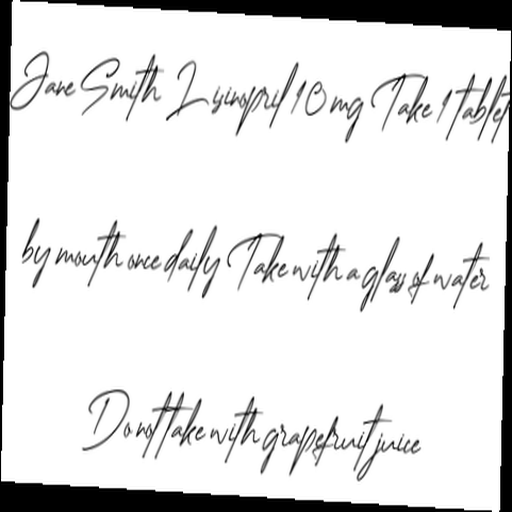 Jane Smith Lisinopril 10 mg Take 1 tablet
by mouth once daily Take with a glass of water
Do not take with grapefruit juice